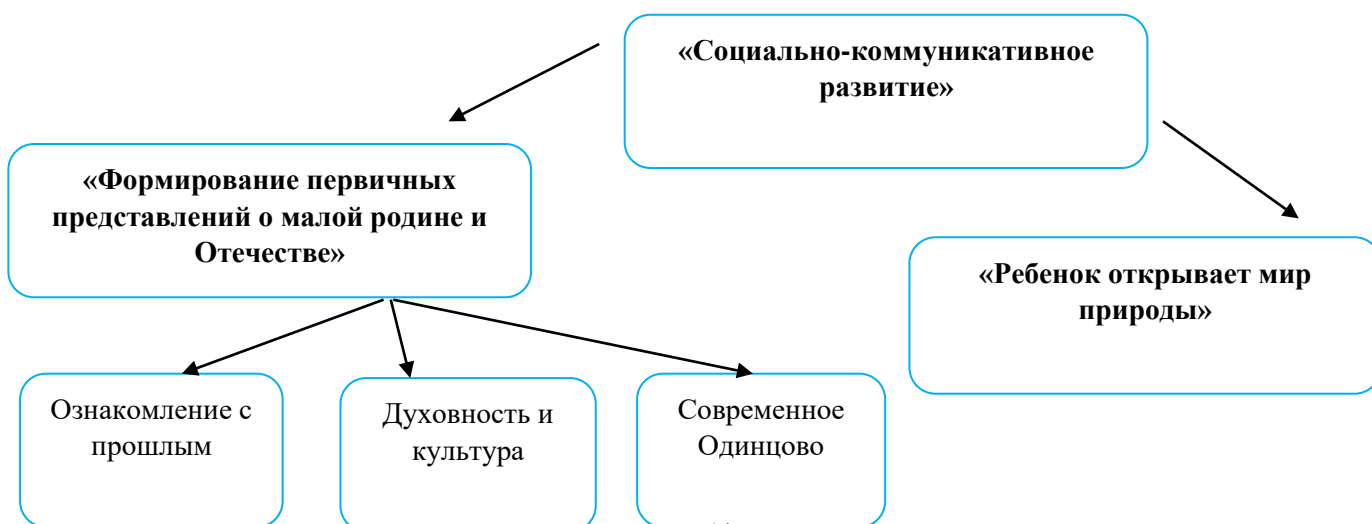 «Социально-коммуникативное
развитие»
«Формирование первичных
представлений о малой родине и
Отечестве»
«Ребенок открывает мир
природы»
Ознакомление с
прошлым
Духовность и
культура
Современное
Одинцово